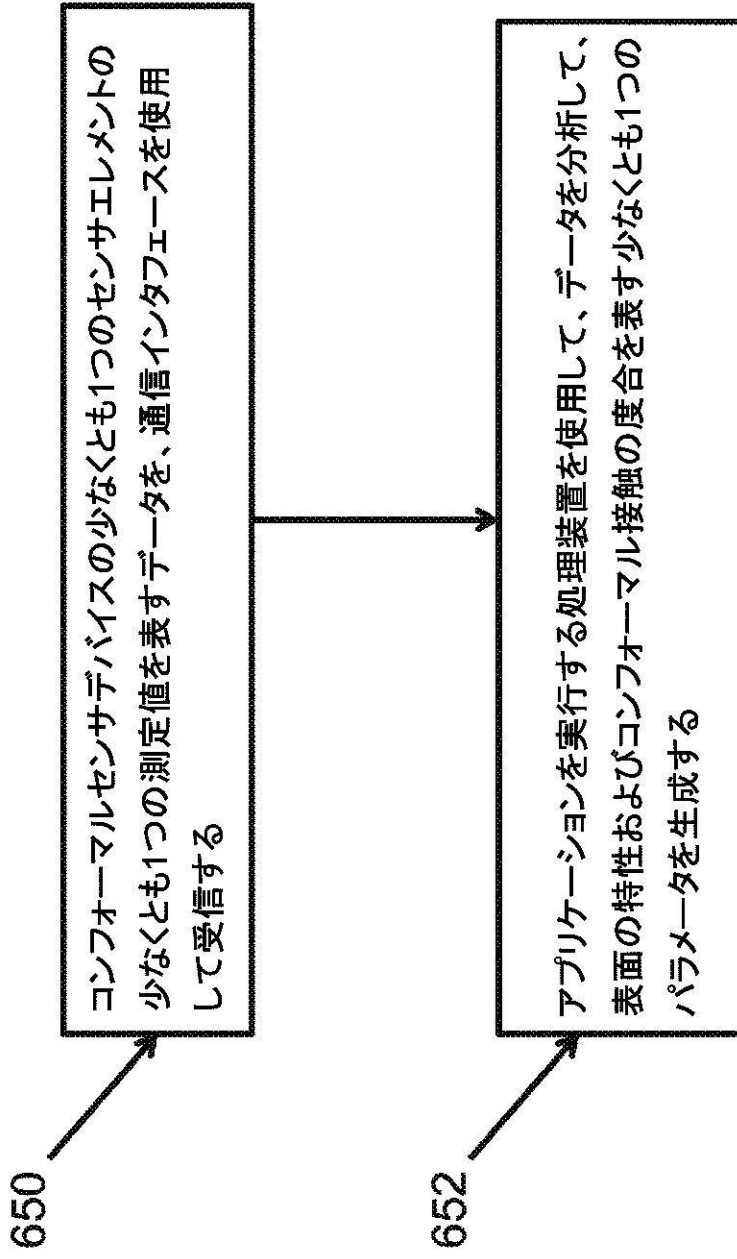 650
コンフォーマルセンサデバイスの少なくとも1つのセンサエレメントの
少なくとも1つの測定値を表すデータを、通信インタフェースを使用
して受信する
652
アプリケーションを実行する処理装置を使用して、データを分析して、
表面の特性およびコンフォーマル接触の度合を表す少なくとも1つの
パラメータを生成する